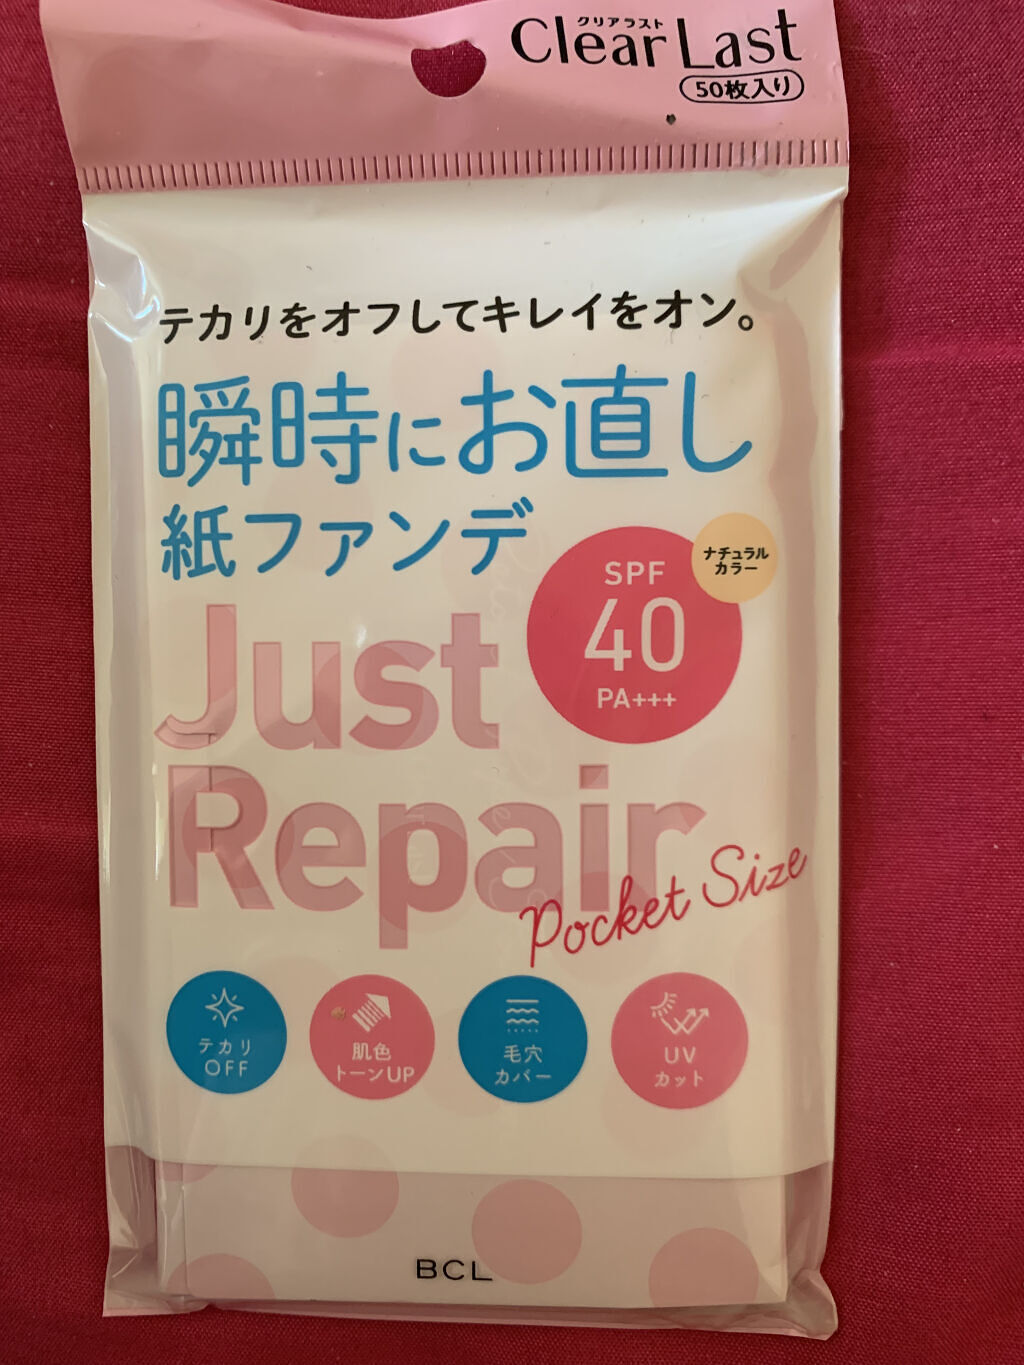 クリアラスト
Clear Last
50枚入り
テカリをオフしてキレイをオン。
瞬時にお直し
紙ファンデ
ナチュラル
カラー
SPF
40
PA+++
Just
Repair
Pocket Size
テカリ
OFF
肌色
トーンUP
毛穴
カバー
UV
カット
BCL